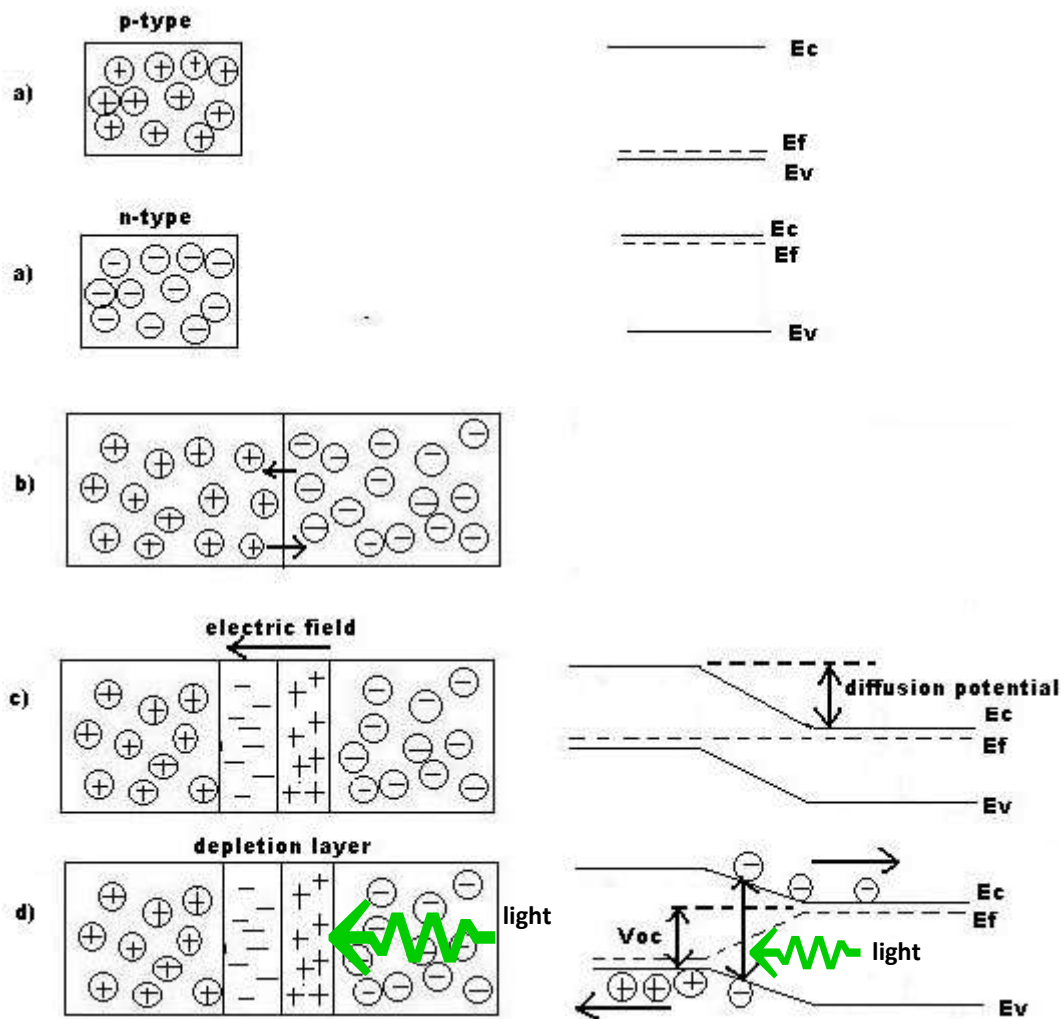 p-type
a)
Ec
Ef
Ev
n-type
a)
Ec
Ef
Ev
b)
electric field
c)
diffusion potential
Ec
Ef
Ev
depletion layer
d)
light
Ec
Ef
Voc
light
Ev